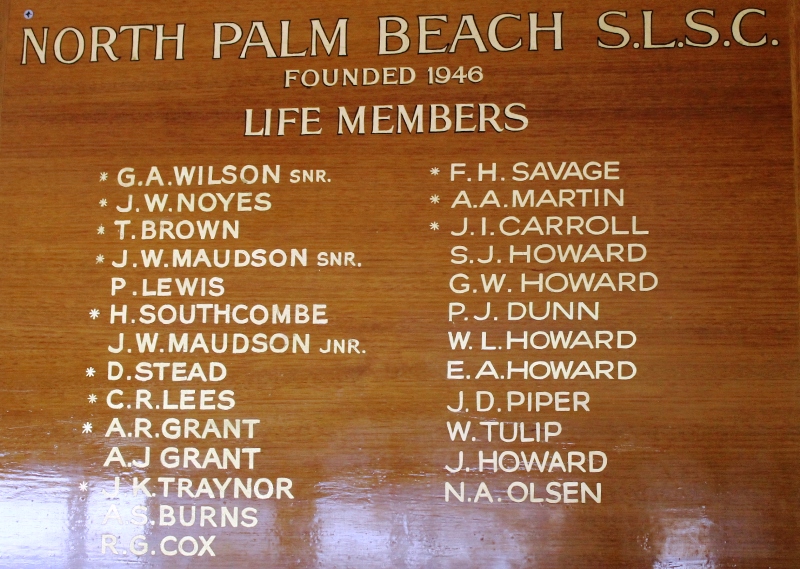 NORTH PALM BEACH S.L.S.C.
FOUNDED 1946
LIFE MEMBERS
* G.A.WILSON SNR.
* J.W.NOYES
* T.BROWN
* J.W.MAUDSON SNR.
P.LEWIS
* H.SOUTHCOMBE
J.W.MAUDSON JNR.
* D.STEAD
* C.R.LEES
* A.R.GRANT
A.J GRANT
* J.K.TRAYNOR
A.S.BURNS
R.G.COX
* F.H.SAVAGE
* A.A.MARTIN
* J.I.CARROLL
S.J.HOWARD
G.W.HOWARD
P.J.DUNN
W.L.HOWARD
E.A.HOWARD
J.D.PIPER
W.TULIP
J.HOWARD
N.A.OLSEN